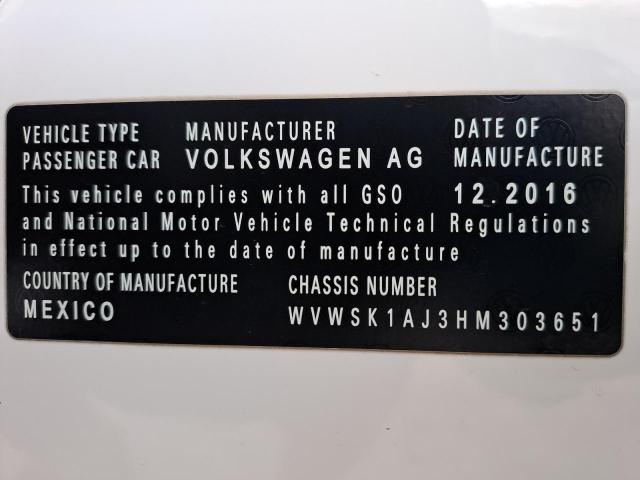 VEHICLE TYPE MANUFACTURER DATE OF
PASSENGER CAR VOLKSWAGEN AG MANUFACTURE
This vehicle complies with all GSO 12.2016
and National Motor Vehicle Technical Regulations
in effect up to the date of manufacture
COUNTRY OF MANUFACTURE CHASSIS NUMBER
MEXICO WVWSK1AJ3HM303651